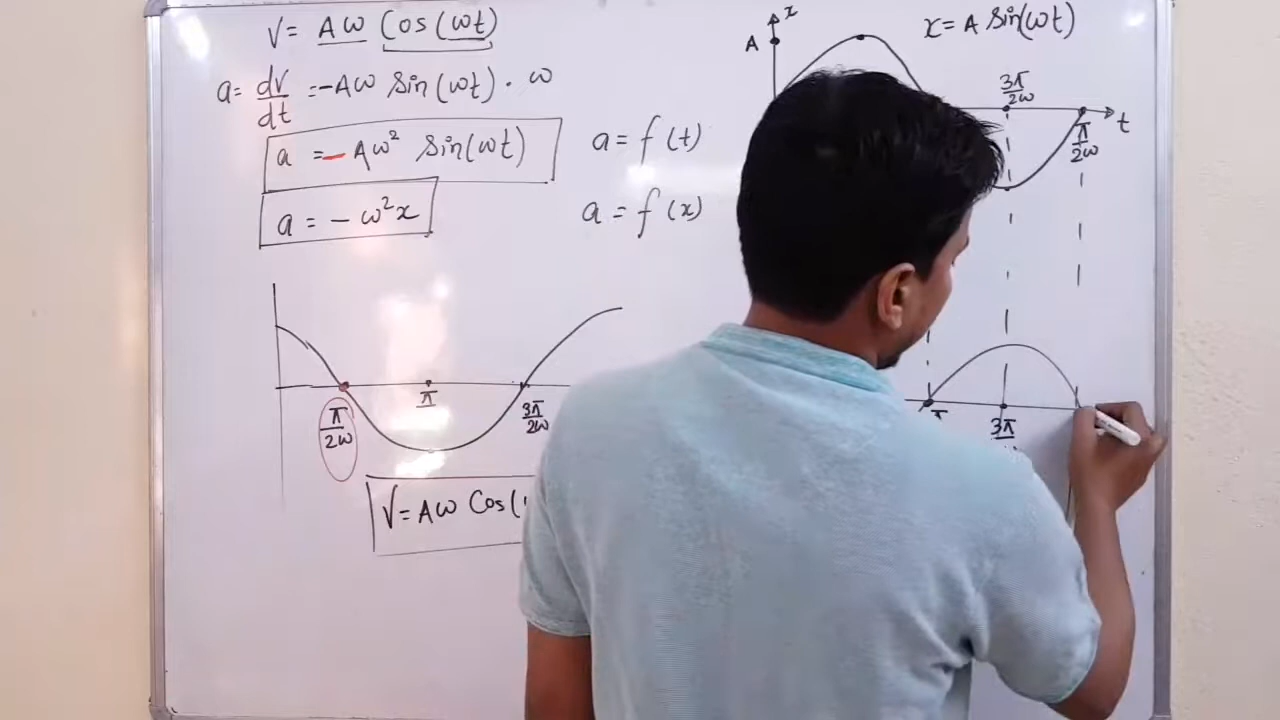 V = Aω Cos(ωt)
a = dv/dt = -Aω Sin(ωt) · ω
a = - Aω² Sin(ωt)
a = f(t)
a = - ω²x
a = f(x)
x
A
x = A Sin(ωt)
3π/2ω
t
π/2ω
π/2ω
π
3π/2ω
V = Aω Cos(
3π